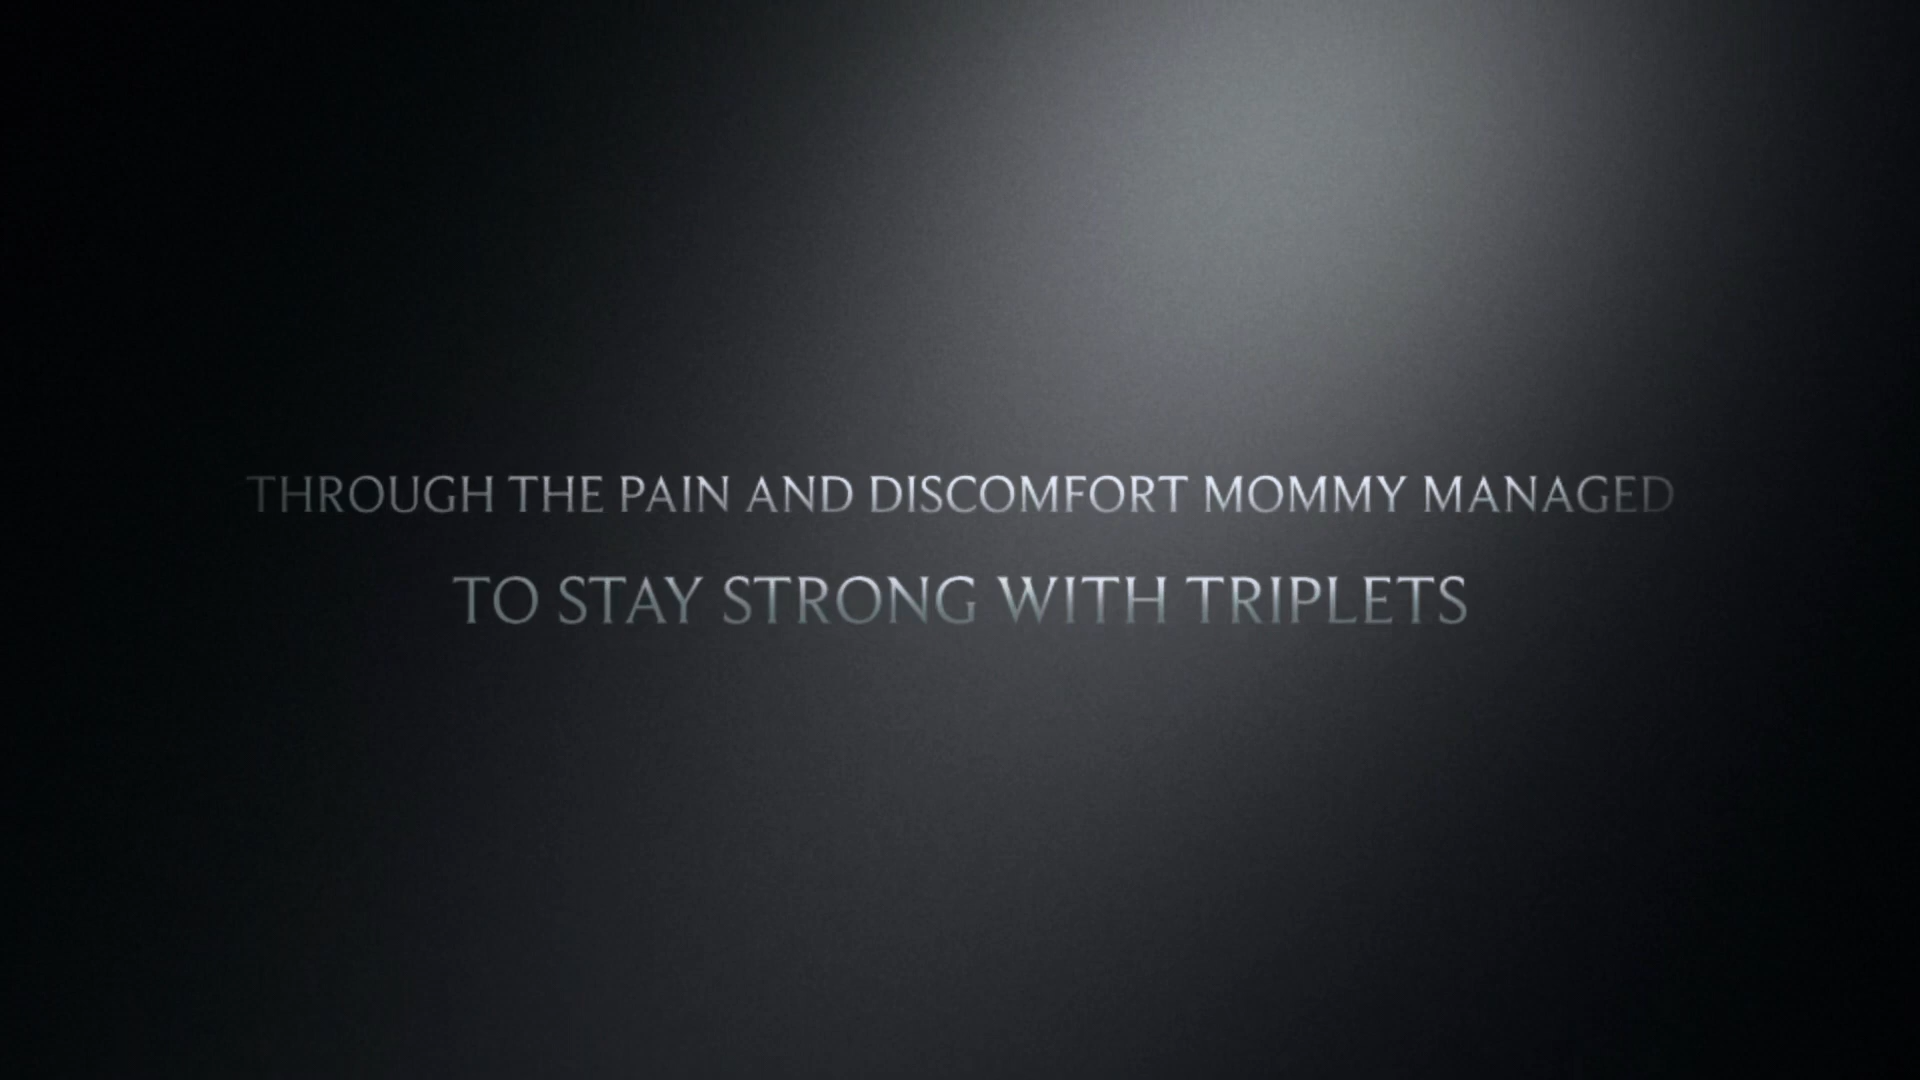 THROUGH THE PAIN AND DISCOMFORT MOMMY MANAGED
TO STAY STRONG WITH TRIPLETS